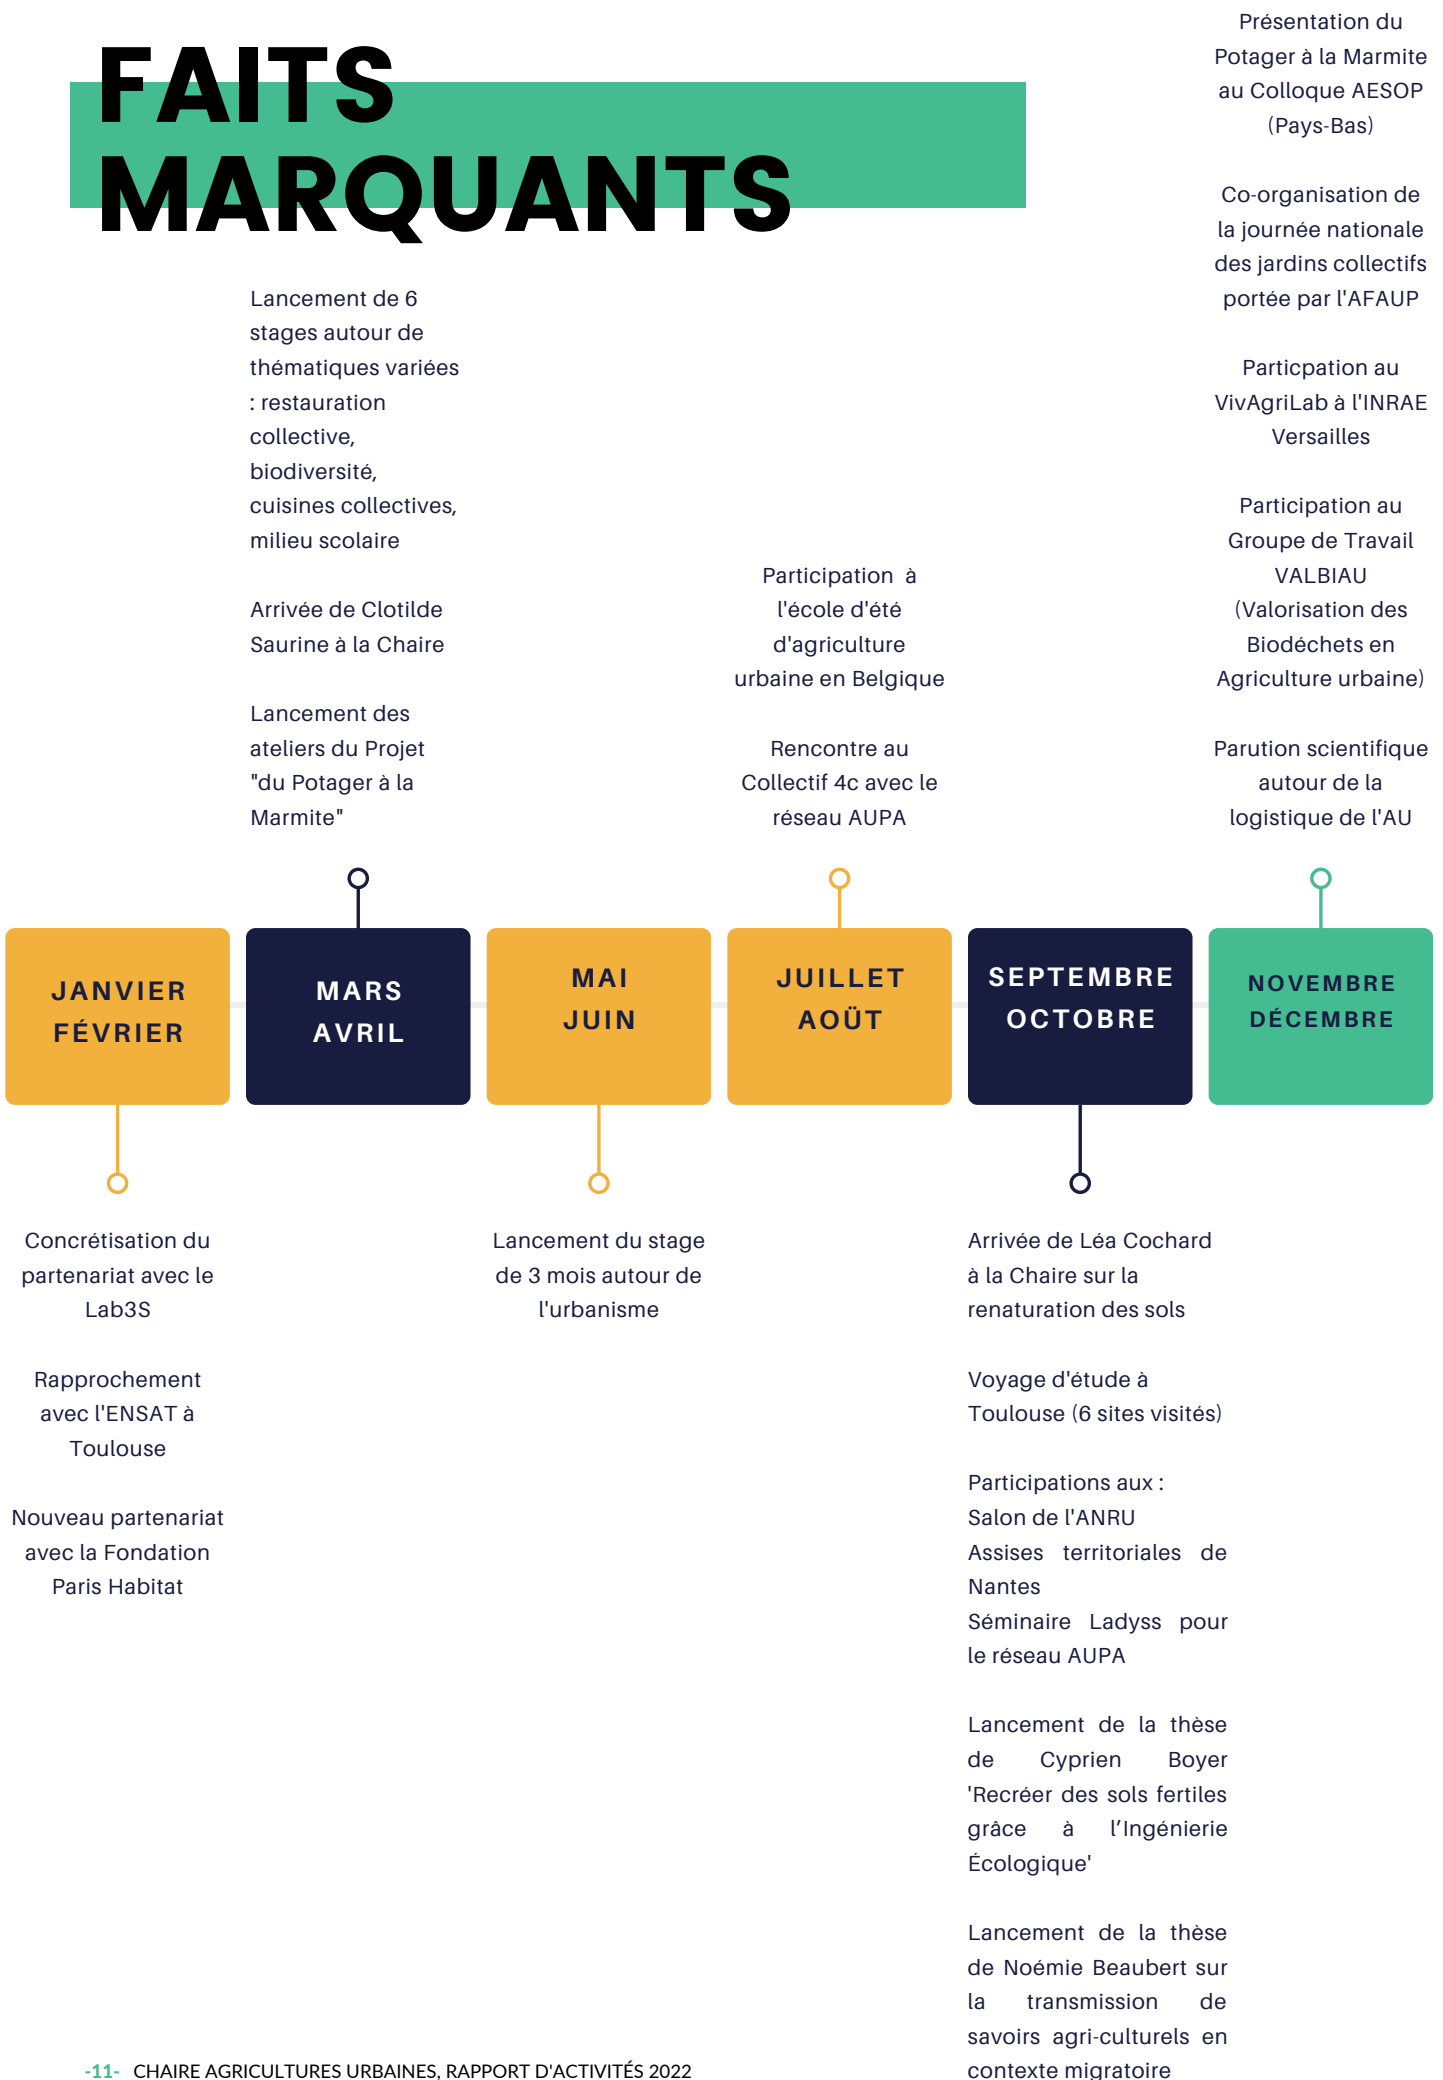 FAITS
MARQUANTS
Lancement de 6
stages autour de
thématiques variées
: restauration
collective,
biodiversité,
cuisines collectives,
milieu scolaire
Arrivée de Clotilde
Saurine à la Chaire
Lancement des
ateliers du Projet
"du Potager à la
Marmite"
Participation à
l'école d'été
d'agriculture
urbaine en Belgique
Rencontre au
Collectif 4c avec le
réseau AUPA
Présentation du
Potager à la Marmite
au Colloque AESOP
(Pays-Bas)
Co-organisation de
la journée nationale
des jardins collectifs
portée par l'AFAUP
Particpation au
VivAgriLab à l'INRAE
Versailles
Participation au
Groupe de Travail
VALBIAU
(Valorisation des
Biodéchets en
Agriculture urbaine)
Parution scientifique
autour de la
logistique de l'AU
JANVIER
FÉVRIER
MARS
AVRIL
MAI
JUIN
JUILLET
AOÜT
SEPTEMBRE
OCTOBRE
NOVEMBRE
DÉCEMBRE
Concrétisation du
partenariat avec le
Lab3S
Rapprochement
avec l'ENSAT à
Toulouse
Nouveau partenariat
avec la Fondation
Paris Habitat
Lancement du stage
de 3 mois autour de
l'urbanisme
Arrivée de Léa Cochard
à la Chaire sur la
renaturation des sols
Voyage d'étude à
Toulouse (6 sites visités)
Participations aux :
Salon de l'ANRU
Assises territoriales de
Nantes
Séminaire Ladyss pour
le réseau AUPA
Lancement de la thèse
de Cyprien Boyer
'Recréer des sols fertiles
grâce à l’Ingénierie
Écologique'
Lancement de la thèse
de Noémie Beaubert sur
la transmission de
savoirs agri-culturels en
contexte migratoire
-11- CHAIRE AGRICULTURES URBAINES, RAPPORT D'ACTIVITÉS 2022